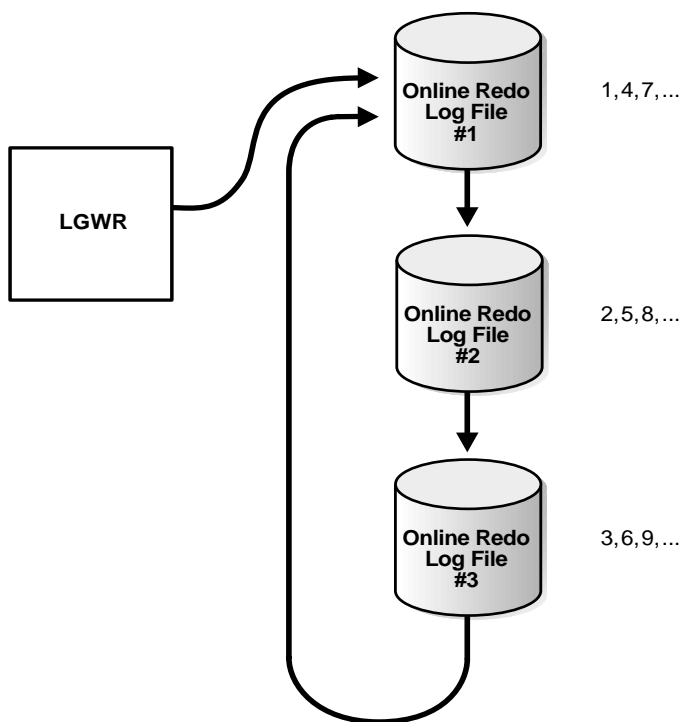 Online Redo
Log File
#1
1,4,7,...
LGWR
Online Redo
Log File
#2
2,5,8,...
Online Redo
Log File
#3
3,6,9,...